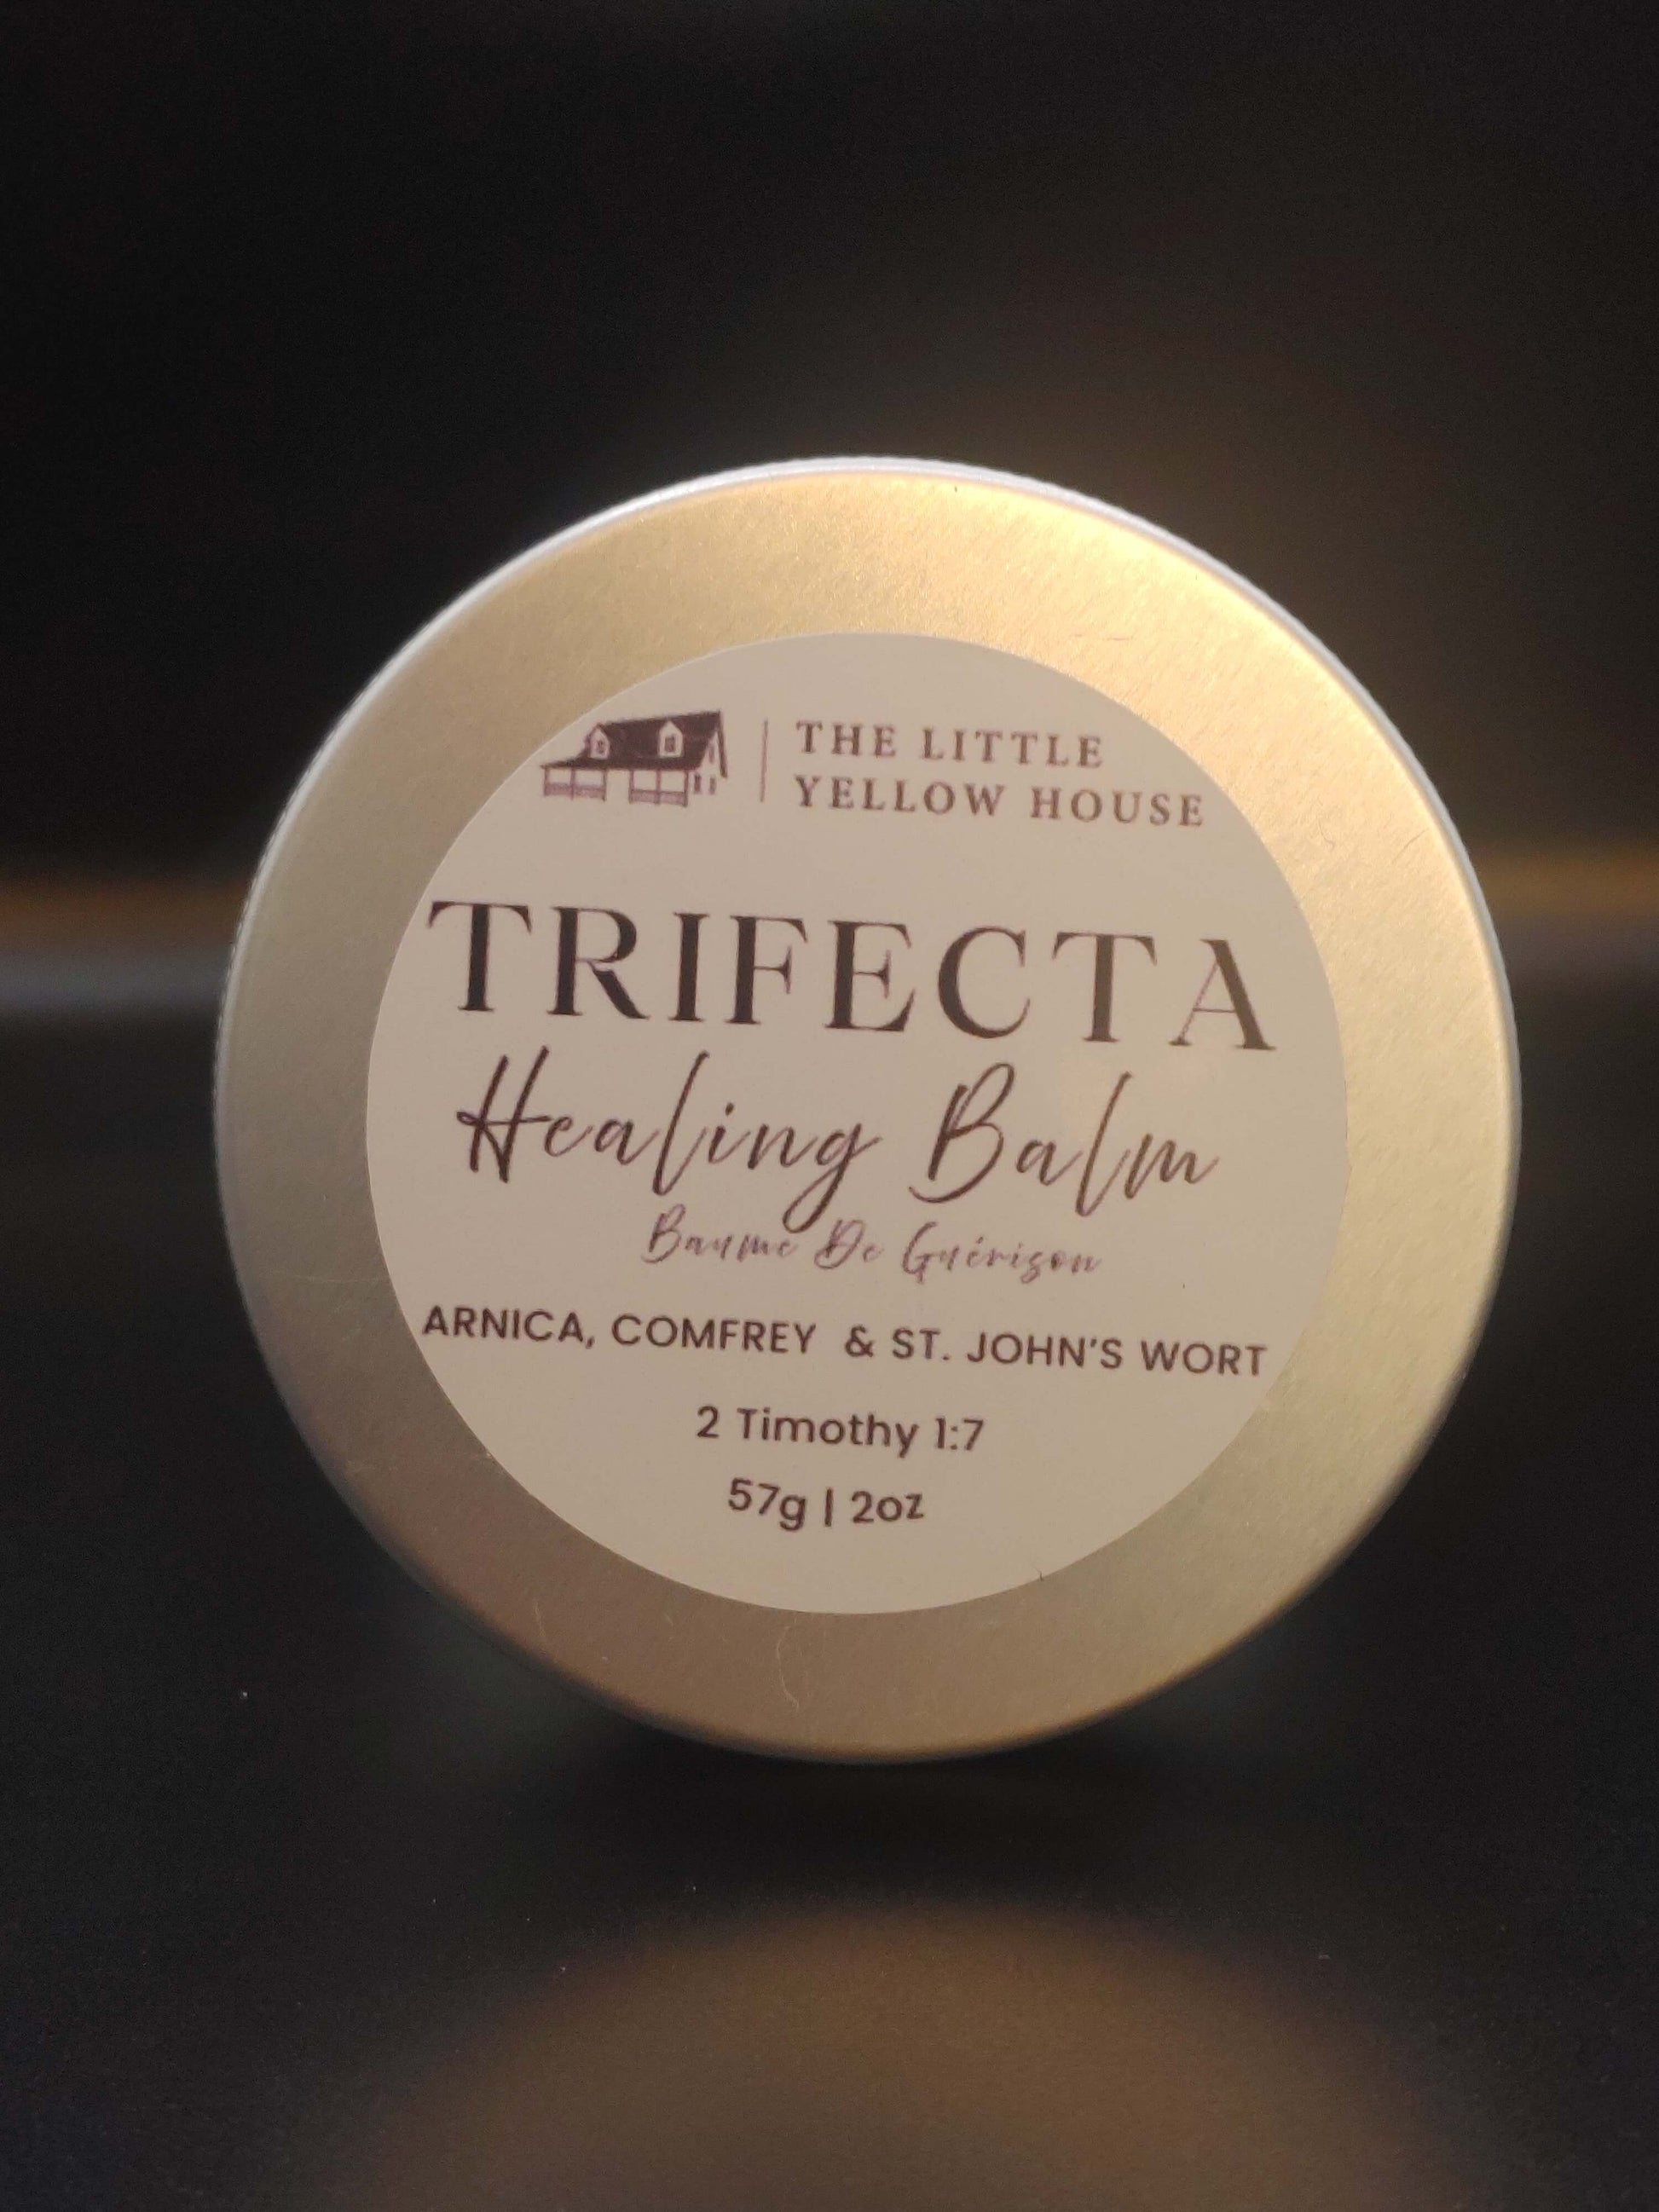 THE LITTLE
YELLOW HOUSE
TRIFECTA
Healing Balm
Baume De Guérison
ARNICA, COMFREY & ST. JOHN'S WORT
2 Timothy 1:7
57g | 2oz